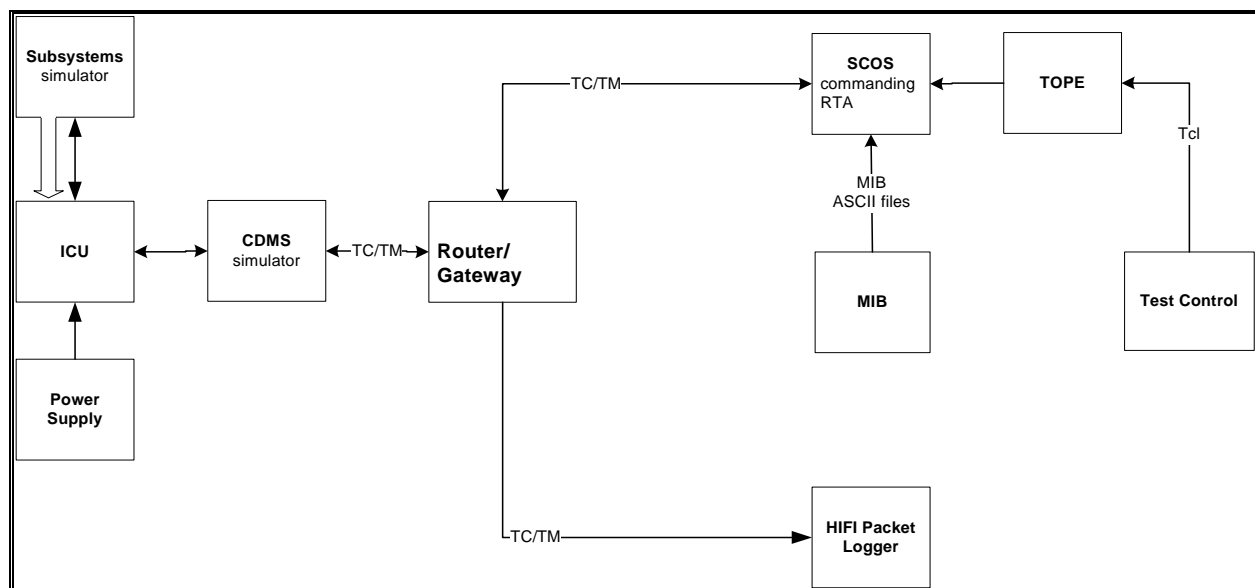 Subsystems
simulator
SCOS
commanding
RTA
TOPE
TC/TM
Tcl
MIB
ASCII files
ICU
CDMS
simulator
TC/TM
Router/
Gateway
MIB
Test Control
Power
Supply
TC/TM
HIFI Packet
Logger